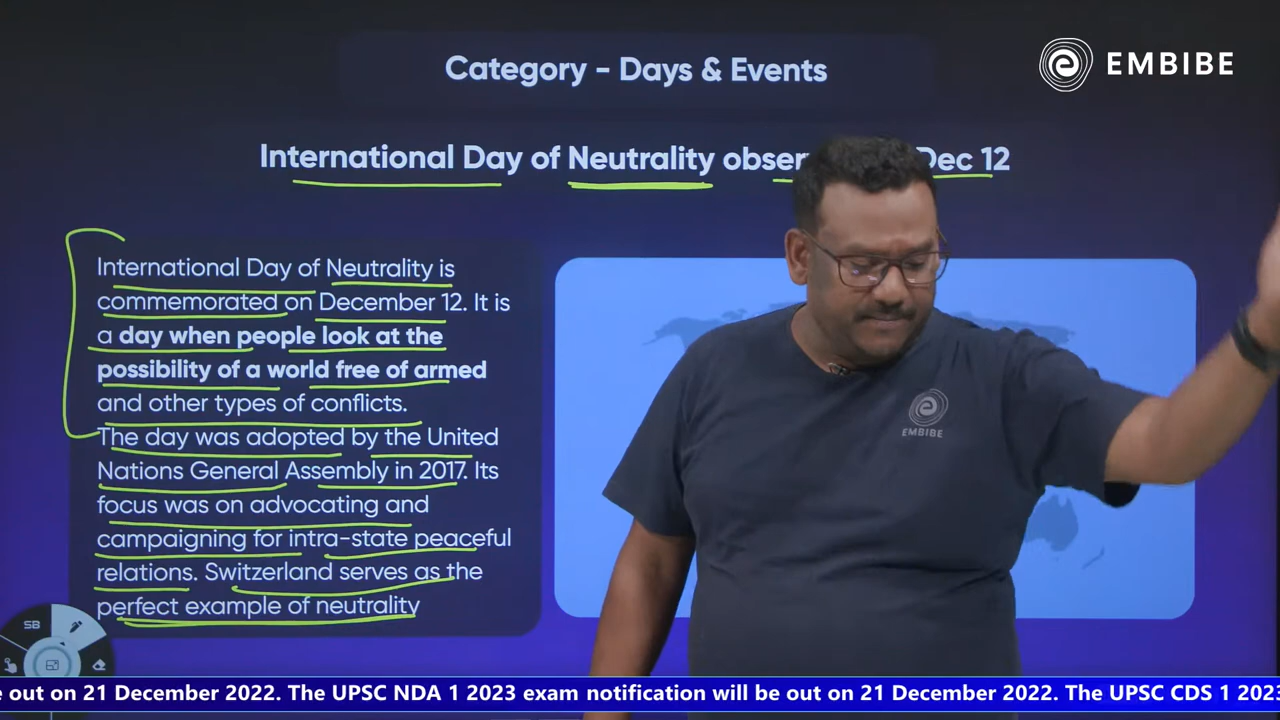 Category - Days & Events
EMBIBE
International Day of Neutrality obser Dec 12
International Day of Neutrality is
commemorated on December 12. It is
a day when people look at the
possibility of a world free of armed
and other types of conflicts.
The day was adopted by the United
Nations General Assembly in 2017. Its
focus was on advocating and
campaigning for intra-state peaceful
relations. Switzerland serves as the
perfect example of neutrality
e
EMBIBE
SB
e out on 21 December 2022. The UPSC NDA 1 2023 exam notification will be out on 21 December 2022. The UPSC CDS 1 2023